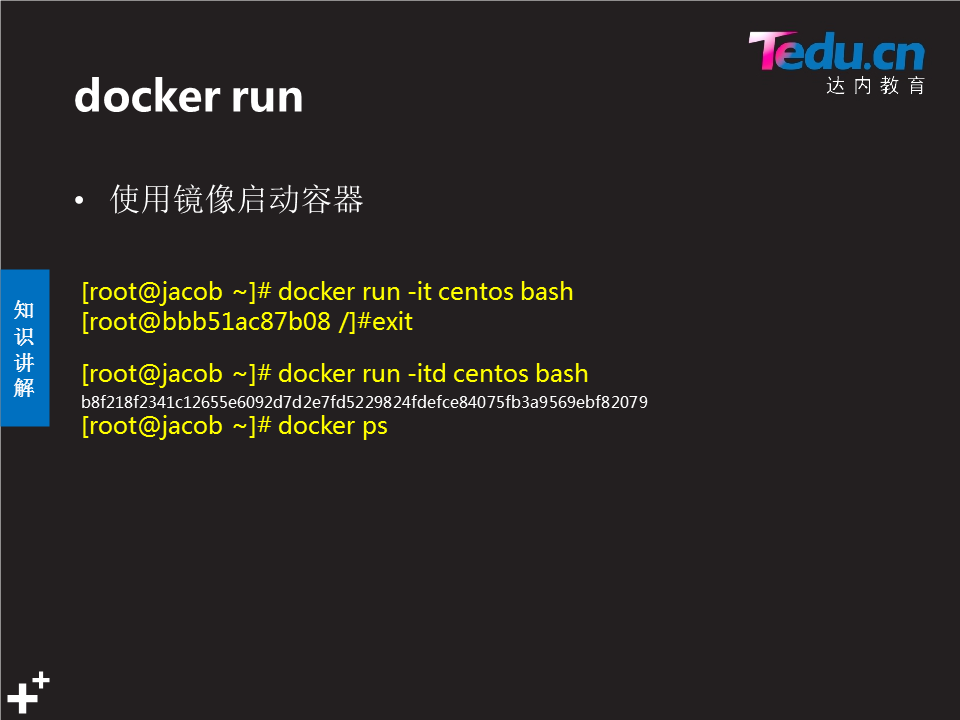 Tedu.cn
达内教育
docker run
• 使用镜像启动容器
[root@jacob ~]# docker run -it centos bash
[root@bbb51ac87b08 /]#exit
[root@jacob ~]# docker run -itd centos bash
b8f218f2341c12655e6092d7d2e7fd5229824fdefce84075fb3a9569ebf82079
[root@jacob ~]# docker ps
知
识
讲
解